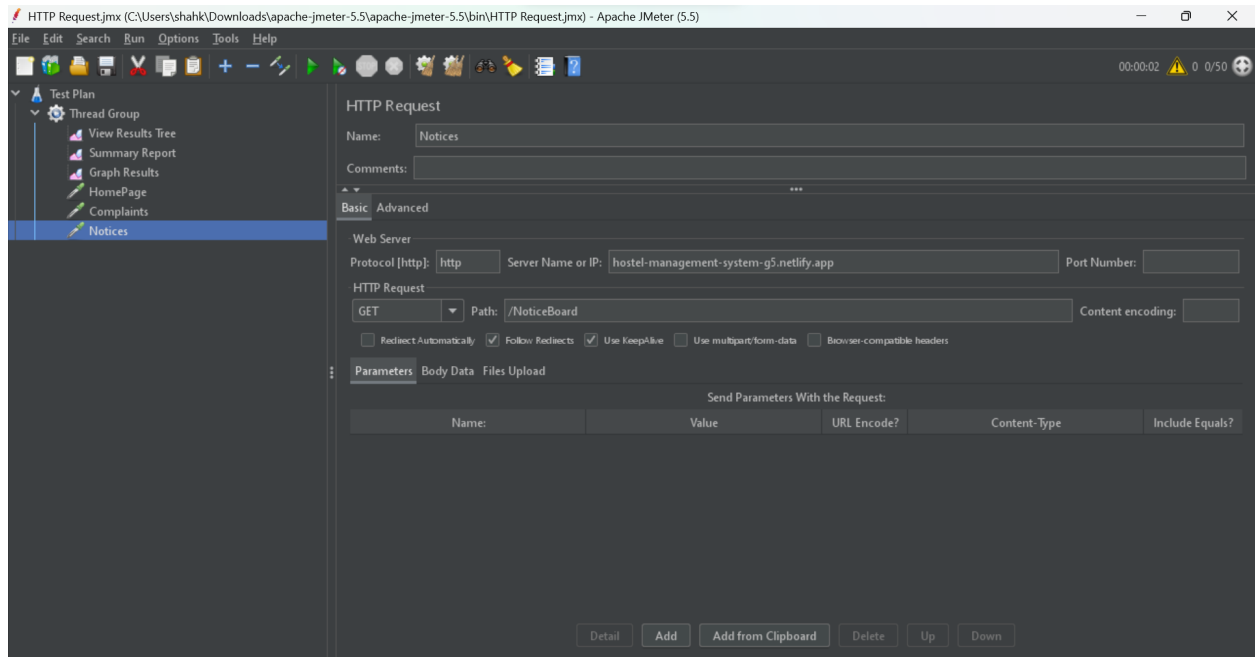 HTTP Request.jmx (C:\Users\shahk\Downloads\apache-jmeter-5.5\apache-jmeter-5.5\bin\HTTP Request.jmx) - Apache JMeter (5.5)
File Edit Search Run Options Tools Help
00:00:02 0 0/50
Test Plan
Thread Group
View Results Tree
Summary Report
Graph Results
HomePage
Complaints
Notices
HTTP Request
Name: Notices
Comments:
Basic Advanced
Web Server
Protocol [http]: http Server Name or IP: hostel-management-system-g5.netlify.app Port Number:
HTTP Request
GET Path: /NoticeBoard Content encoding:
Redirect Automatically Follow Redirects Use KeepAlive Use multipart/form-data Browser-compatible headers
Parameters Body Data Files Upload
Send Parameters With the Request:
Name: Value URL Encode? Content-Type Include Equals?
Detail Add Add from Clipboard Delete Up Down